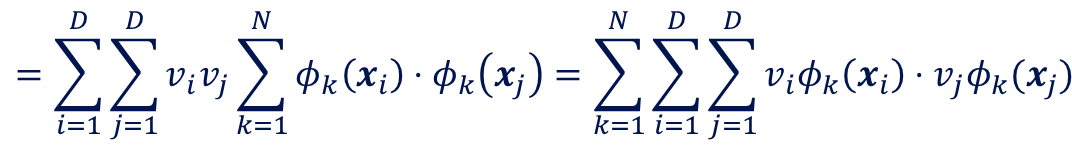 $= \sum_{i=1}^{D} \sum_{j=1}^{D} v_i v_j \sum_{k=1}^{N} \phi_k(\boldsymbol{x}_i) \cdot \phi_k(\boldsymbol{x}_j) = \sum_{k=1}^{N} \sum_{i=1}^{D} \sum_{j=1}^{D} v_i \phi_k(\boldsymbol{x}_i) \cdot v_j \phi_k(\boldsymbol{x}_j)$